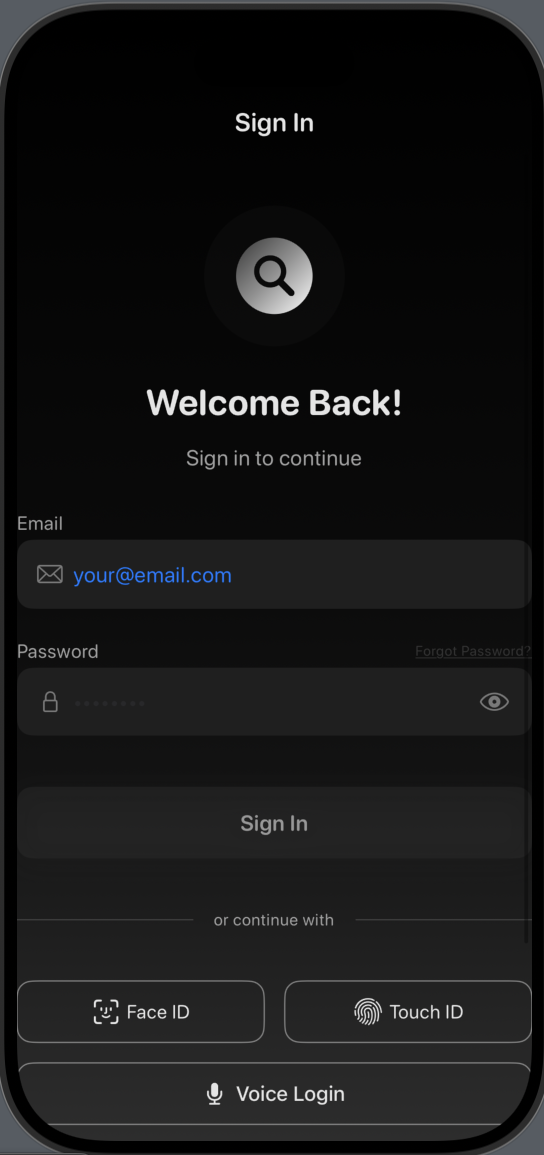 Sign In
Welcome Back!
Sign in to continue
Email
your@email.com
Password Forgot Password?
••••••••
Sign In
or continue with
Face ID Touch ID
Voice Login